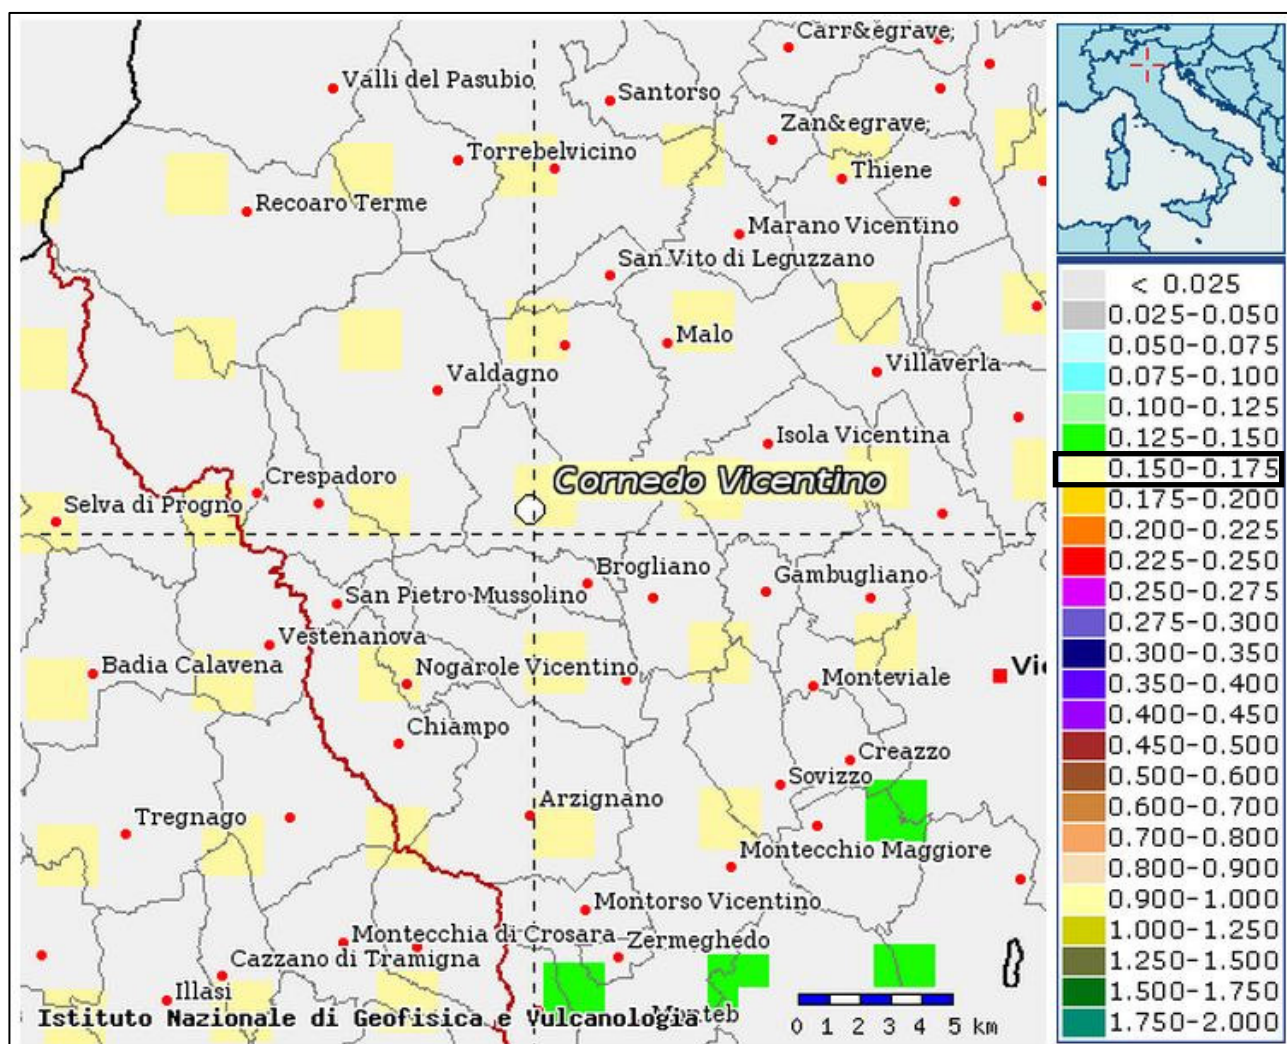 Carr&egrave;
Valli del Pasubio
Santorso
Zan&egrave;
Torrebelvicino
Thiene
Recoaro Terme
Marano Vicentino
San Vito di Leguzzano
Malo
Villaverla
Valdagno
Isola Vicentina
Crespadoro
Cornedo Vicentino
Selva di Progno
Brogliano
Gambugliano
San Pietro Mussolino
Vestenanova
Badia Calavena
Nogarole Vicentino
Monteviale
Vic
Chiampo
Creazzo
Sovizzo
Arzignano
Tregnago
Montecchio Maggiore
Montorso Vicentino
Montecchia di Crosara
Zermeghedo
Cazzano di Tramigna
Illasi
Monteb
Istituto Nazionale di Geofisica e Vulcanologia
0 1 2 3 4 5 km
< 0.025
0.025-0.050
0.050-0.075
0.075-0.100
0.100-0.125
0.125-0.150
0.150-0.175
0.175-0.200
0.200-0.225
0.225-0.250
0.250-0.275
0.275-0.300
0.300-0.350
0.350-0.400
0.400-0.450
0.450-0.500
0.500-0.600
0.600-0.700
0.700-0.800
0.800-0.900
0.900-1.000
1.000-1.250
1.250-1.500
1.500-1.750
1.750-2.000